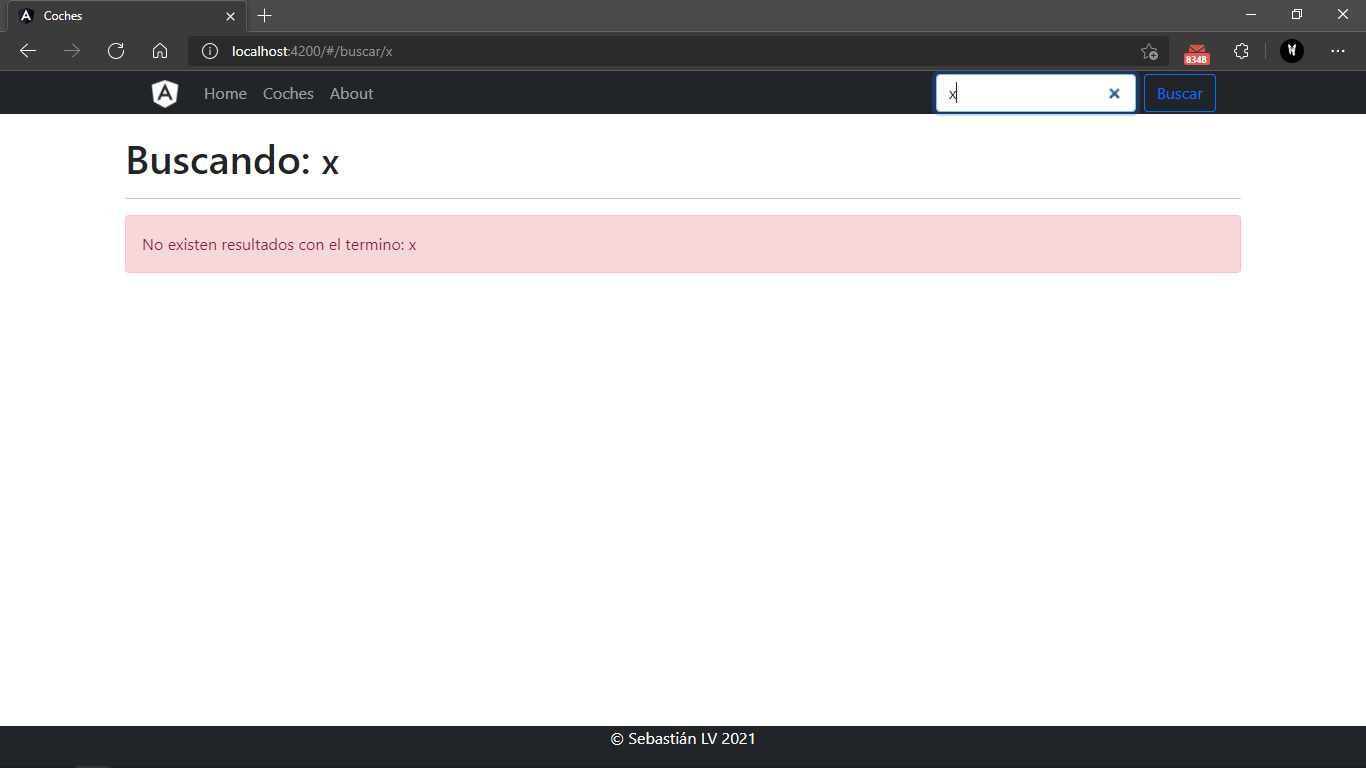 Coches
localhost:4200/#/buscar/x
8348
Home Coches About x Buscar
Buscando: x
No existen resultados con el termino: x
© Sebastián LV 2021